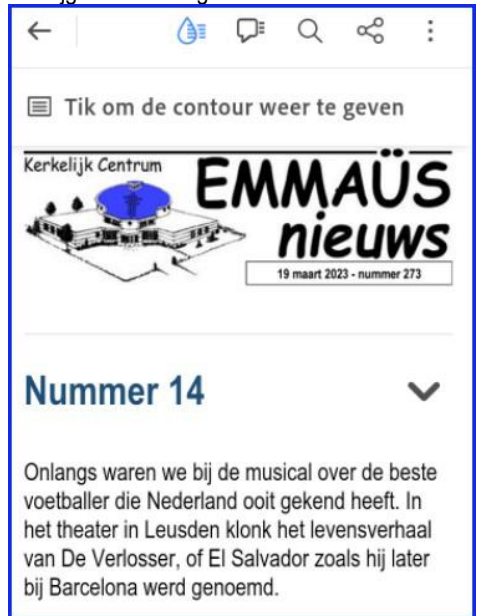 Tik om de contour weer te geven
Kerkelijk Centrum
EMMAÜS
nieuws
19 maart 2023 - nummer 273
Nummer 14
Onlangs waren we bij de musical over de beste
voetballer die Nederland ooit gekend heeft. In
het theater in Leusden klonk het levensverhaal
van De Verlosser, of El Salvador zoals hij later
bij Barcelona werd genoemd.